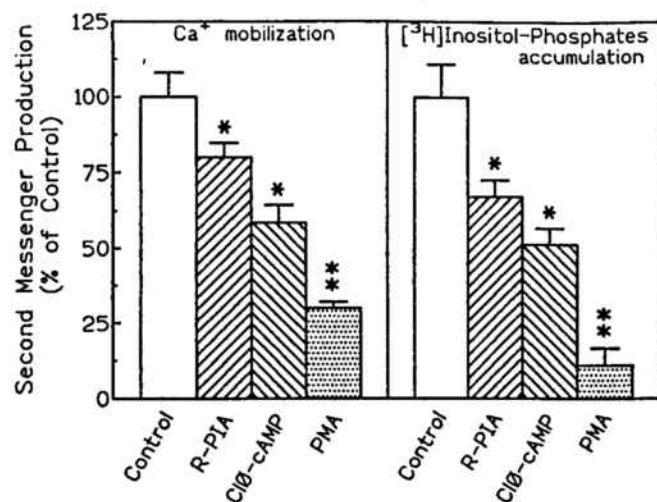 Second Messenger Production
(% of Control)
125
100
75
50
25
0
Ca⁺ mobilization
*
*
**
Control
R-PIA
ClØ-cAMP
PMA
[³H]Inositol-Phosphates
accumulation
*
*
**
Control
R-PIA
ClØ-cAMP
PMA